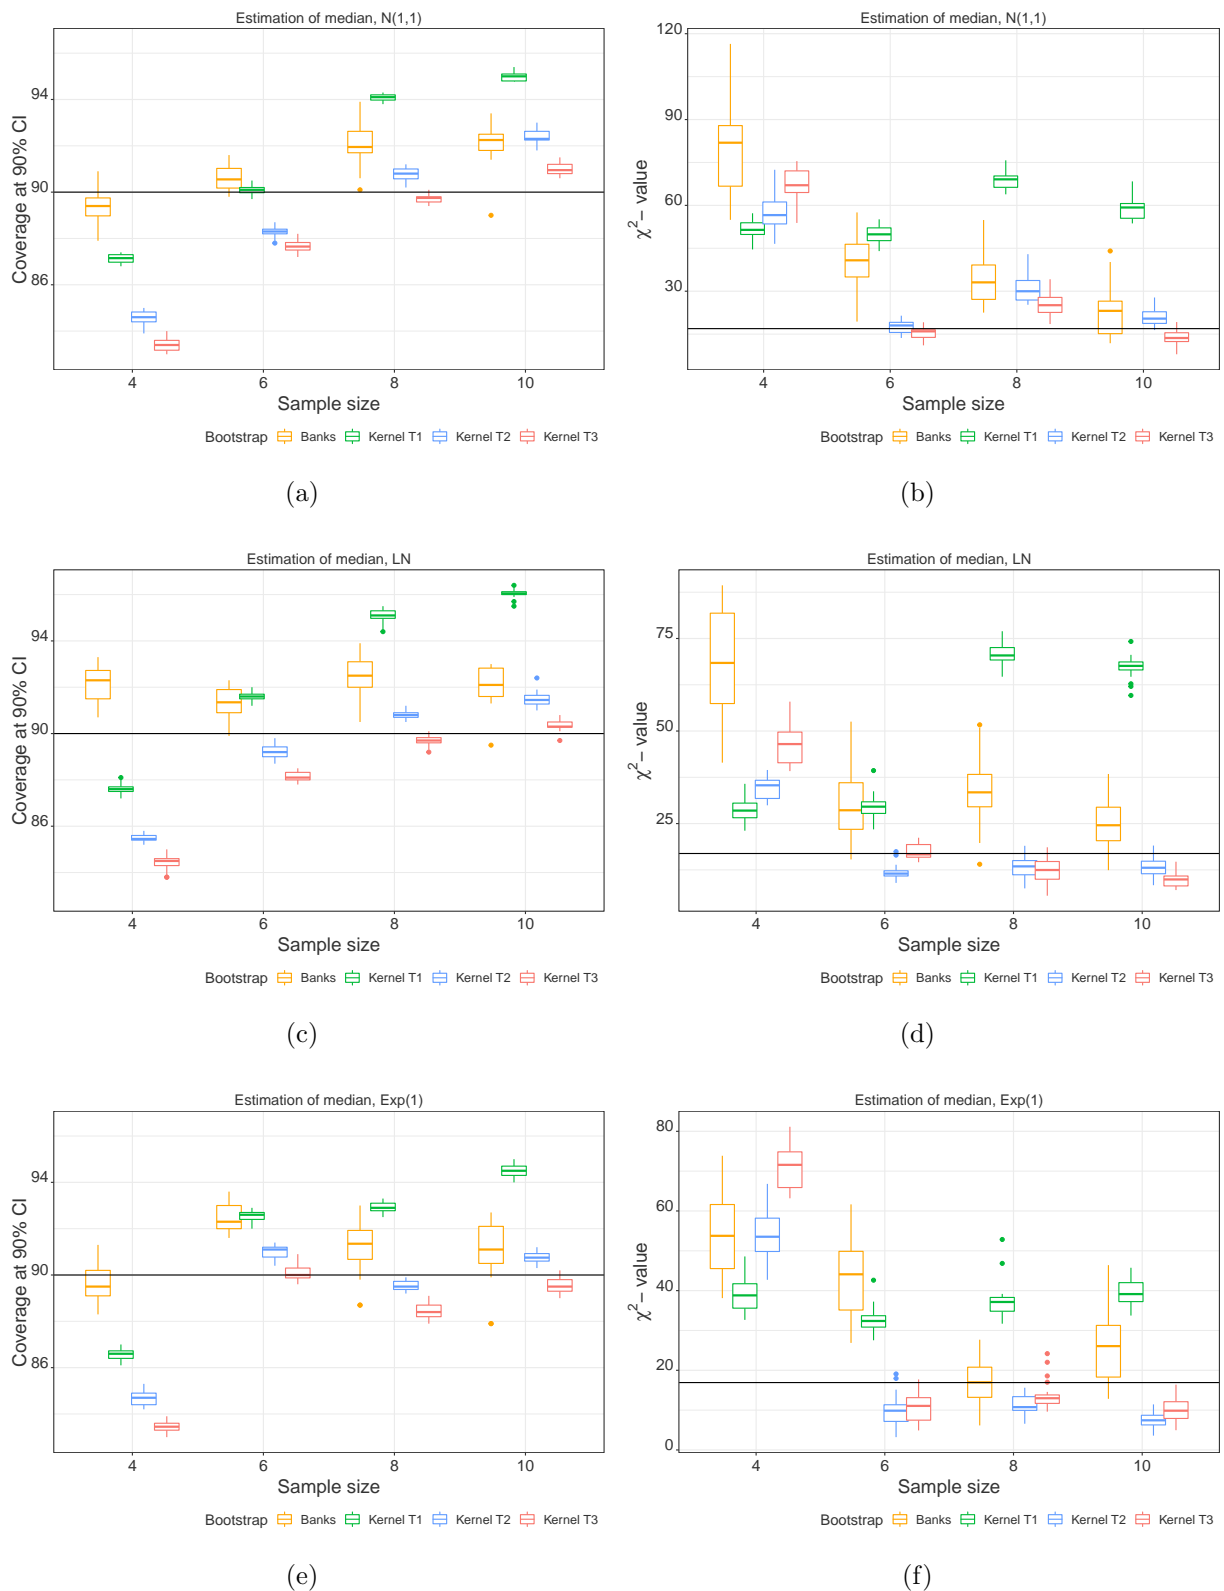 Estimation of median, N(1,1)
Coverage at 90% CI
94
90
86
4 6 8 10
Sample size
Bootstrap Banks Kernel T1 Kernel T2 Kernel T3
(a)
Estimation of median, N(1,1)
χ²− value
120
90
60
30
4 6 8 10
Sample size
Bootstrap Banks Kernel T1 Kernel T2 Kernel T3
(b)
Estimation of median, LN
Coverage at 90% CI
94
90
86
4 6 8 10
Sample size
Bootstrap Banks Kernel T1 Kernel T2 Kernel T3
(c)
Estimation of median, LN
χ²− value
75
50
25
4 6 8 10
Sample size
Bootstrap Banks Kernel T1 Kernel T2 Kernel T3
(d)
Estimation of median, Exp(1)
Coverage at 90% CI
94
90
86
4 6 8 10
Sample size
Bootstrap Banks Kernel T1 Kernel T2 Kernel T3
(e)
Estimation of median, Exp(1)
χ²− value
80
60
40
20
0
4 6 8 10
Sample size
Bootstrap Banks Kernel T1 Kernel T2 Kernel T3
(f)